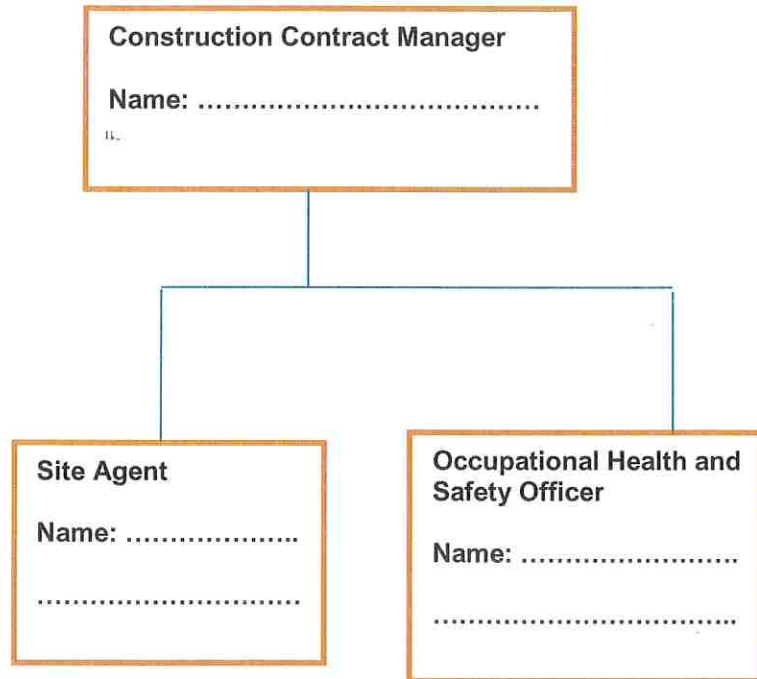 Construction Contract Manager
Name: ......................................
Site Agent
Name: ...................
..............................
Occupational Health and
Safety Officer
Name: ........................
..................................